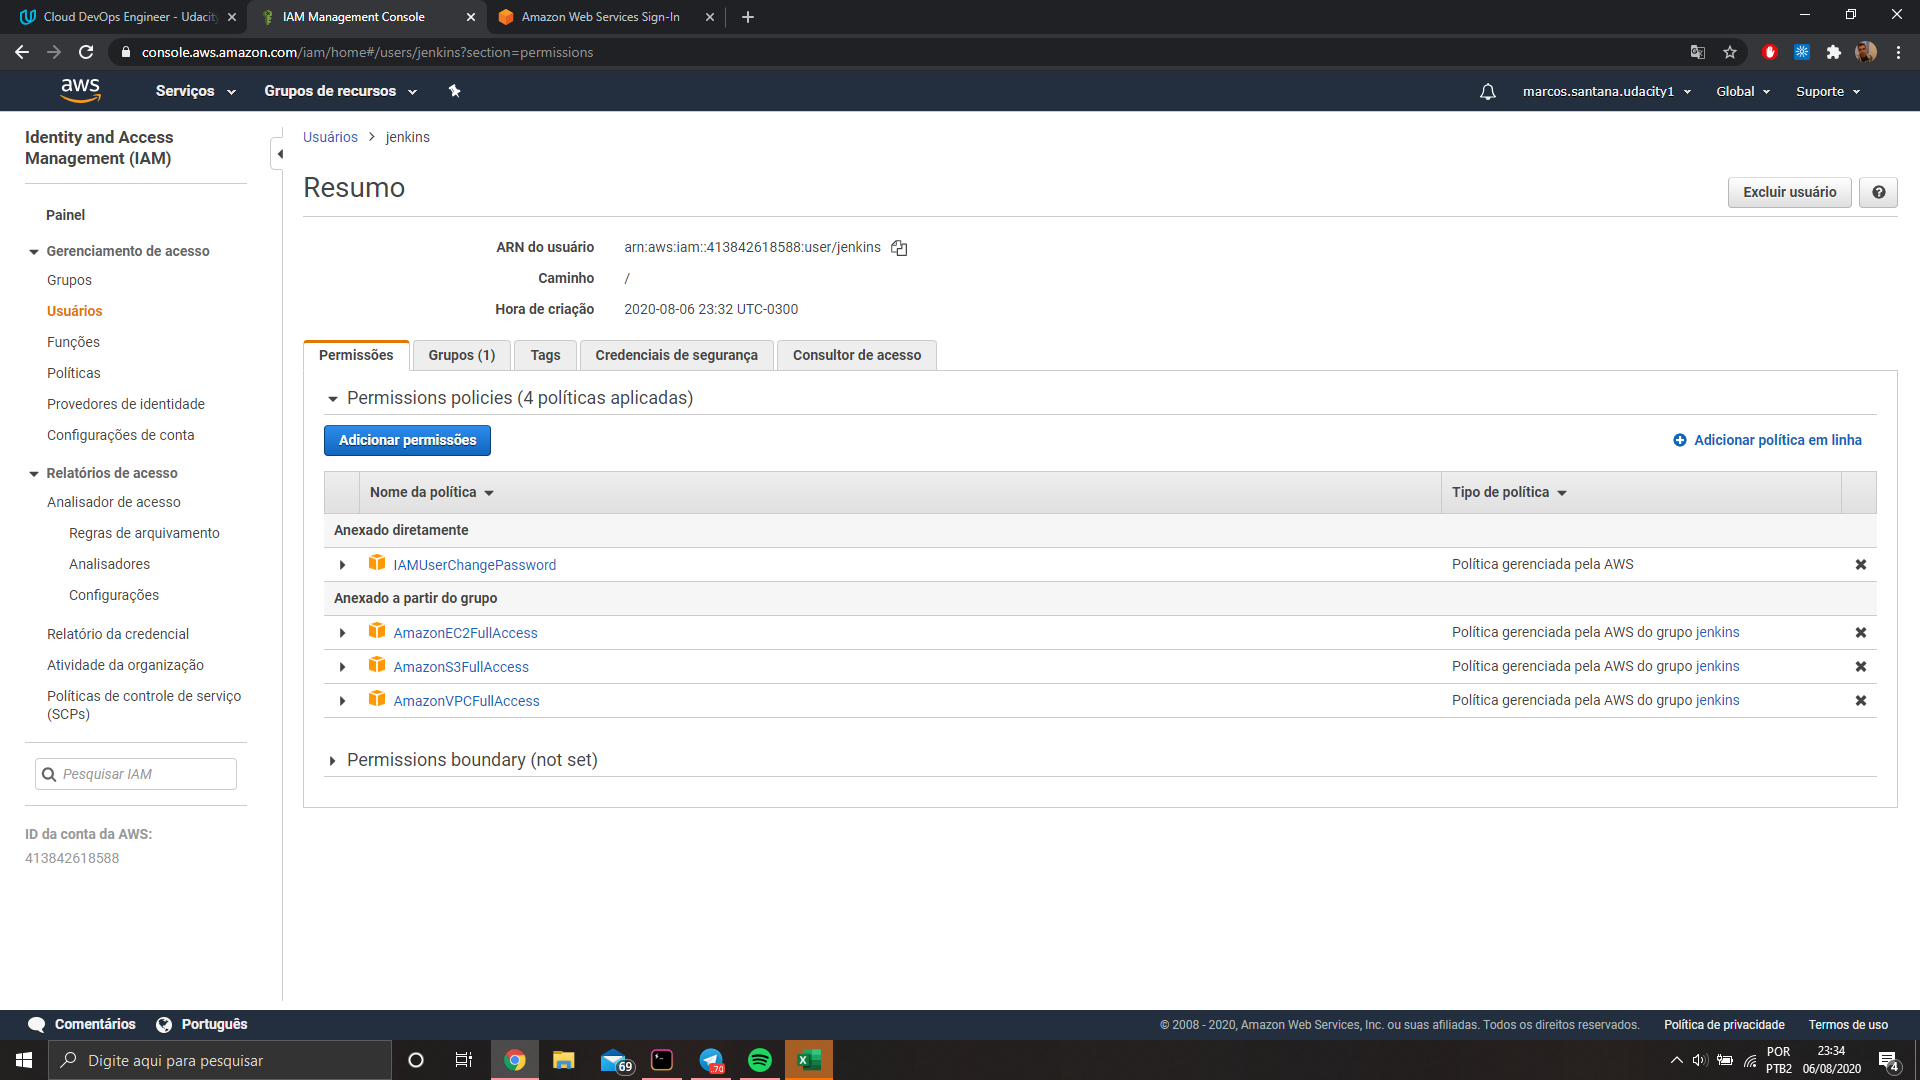 Cloud DevOps Engineer - Udacity
IAM Management Console
Amazon Web Services Sign-In
console.aws.amazon.com/iam/home#/users/jenkins?section=permissions
aws
Serviços
Grupos de recursos
marcos.santana.udacity1
Global
Suporte
Identity and Access
Management (IAM)
Painel
Gerenciamento de acesso
Grupos
Usuários
Funções
Políticas
Provedores de identidade
Configurações de conta
Relatórios de acesso
Analisador de acesso
Regras de arquivamento
Analisadores
Configurações
Relatório da credencial
Atividade da organização
Políticas de controle de serviço
(SCPs)
Pesquisar IAM
ID da conta da AWS:
413842618588
Usuários > jenkins
Resumo
Excluir usuário
ARN do usuário arn:aws:iam::413842618588:user/jenkins
Caminho /
Hora de criação 2020-08-06 23:32 UTC-0300
Permissões
Grupos (1)
Tags
Credenciais de segurança
Consultor de acesso
Permissions policies (4 políticas aplicadas)
Adicionar permissões
Adicionar política em linha
Nome da política
Tipo de política
Anexado diretamente
IAMUserChangePassword Política gerenciada pela AWS
Anexado a partir do grupo
AmazonEC2FullAccess Política gerenciada pela AWS do grupo jenkins
AmazonS3FullAccess Política gerenciada pela AWS do grupo jenkins
AmazonVPCFullAccess Política gerenciada pela AWS do grupo jenkins
Permissions boundary (not set)
Comentários
Português
© 2008 - 2020, Amazon Web Services, Inc. ou suas afiliadas. Todos os direitos reservados.
Política de privacidade
Termos de uso
Digite aqui para pesquisar
69
70
POR
PTB2
23:34
06/08/2020
4